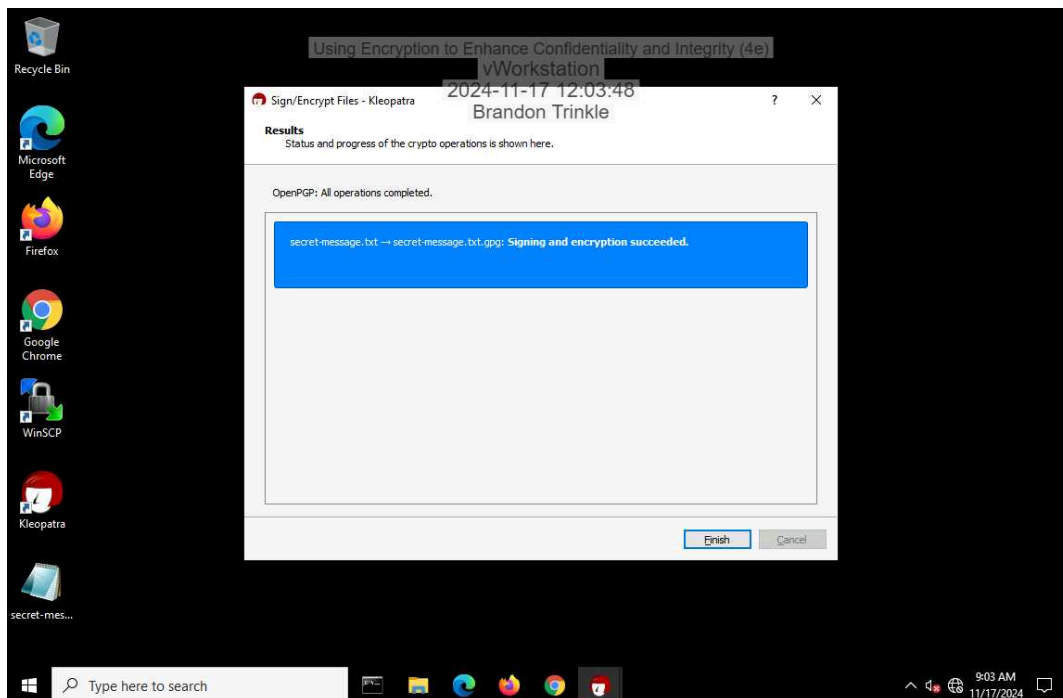 Using Encryption to Enhance Confidentiality and Integrity (4e)
vWorkstation
2024-11-17 12:03:48
Brandon Trinkle
Recycle Bin
Microsoft
Edge
Firefox
Google
Chrome
WinSCP
Kleopatra
secret-mes...
Sign/Encrypt Files - Kleopatra
?
Results
Status and progress of the crypto operations is shown here.
OpenPGP: All operations completed.
secret-message.txt → secret-message.txt.gpg: Signing and encryption succeeded.
Finish
Cancel
Type here to search
9:03 AM
11/17/2024